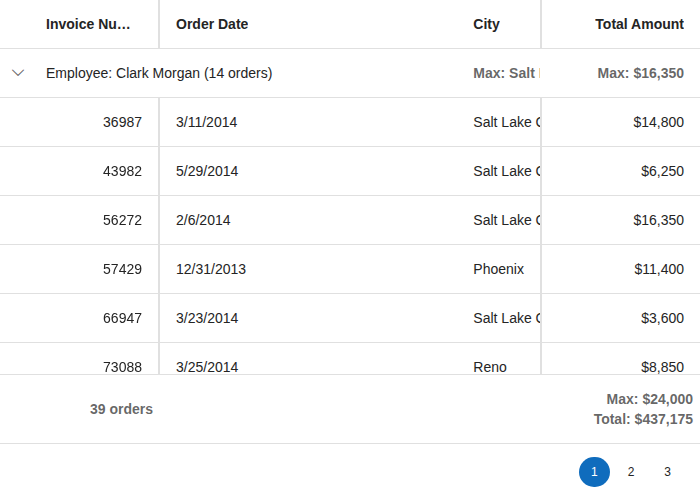 Invoice Nu… Order Date City Total Amount
Employee: Clark Morgan (14 orders) Max: Salt Max: $16,350
36987 3/11/2014 Salt Lake $14,800
43982 5/29/2014 Salt Lake $6,250
56272 2/6/2014 Salt Lake $16,350
57429 12/31/2013 Phoenix $11,400
66947 3/23/2014 Salt Lake $3,600
73088 3/25/2014 Reno $8,850
39 orders Max: $24,000
Total: $437,175
1 2 3